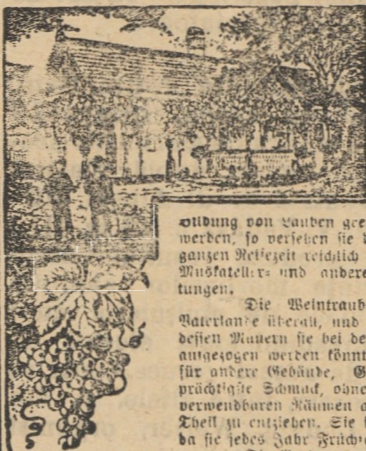 bildung von Lauben gee
werden, so versehen sie d
ganzen Reifezeit reichlich
Muskateller- und andere
tungen.
Die Weintraub
Vaterlande überall, und
dessen Mauern sie bei de
angezogen werden könnt
für andere Gebäude, G
prächtigste Schmuck, ohne
verwendbaren Räumen a
Theil zu entziehen. Sie i
da sie jedes Jahr Früch